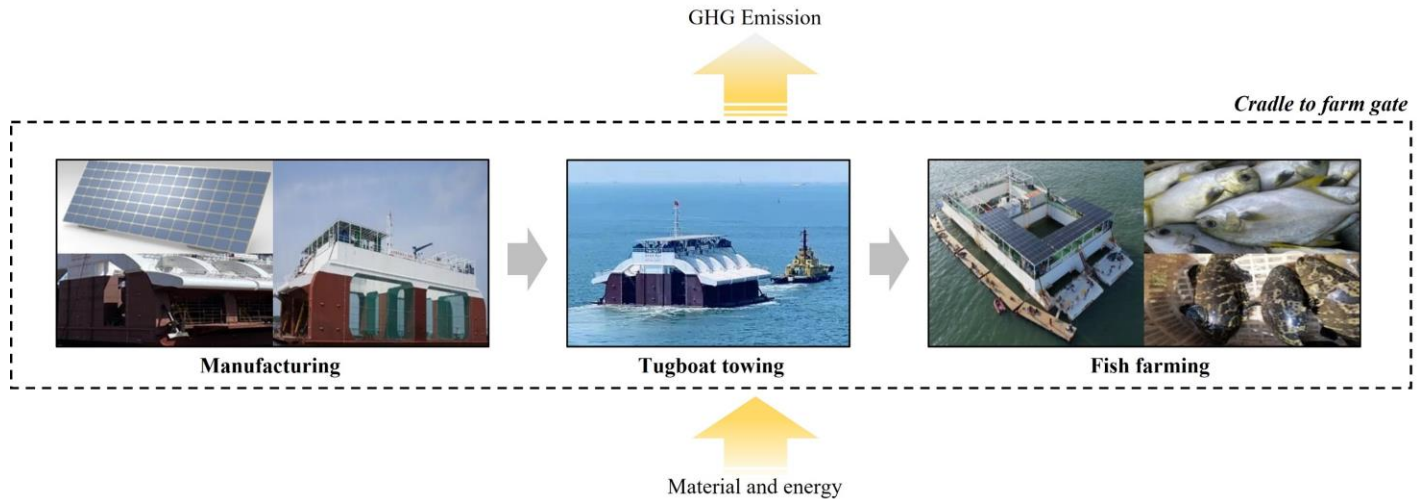 GHG Emission
Cradle to farm gate
Manufacturing
Tugboat towing
Fish farming
Material and energy